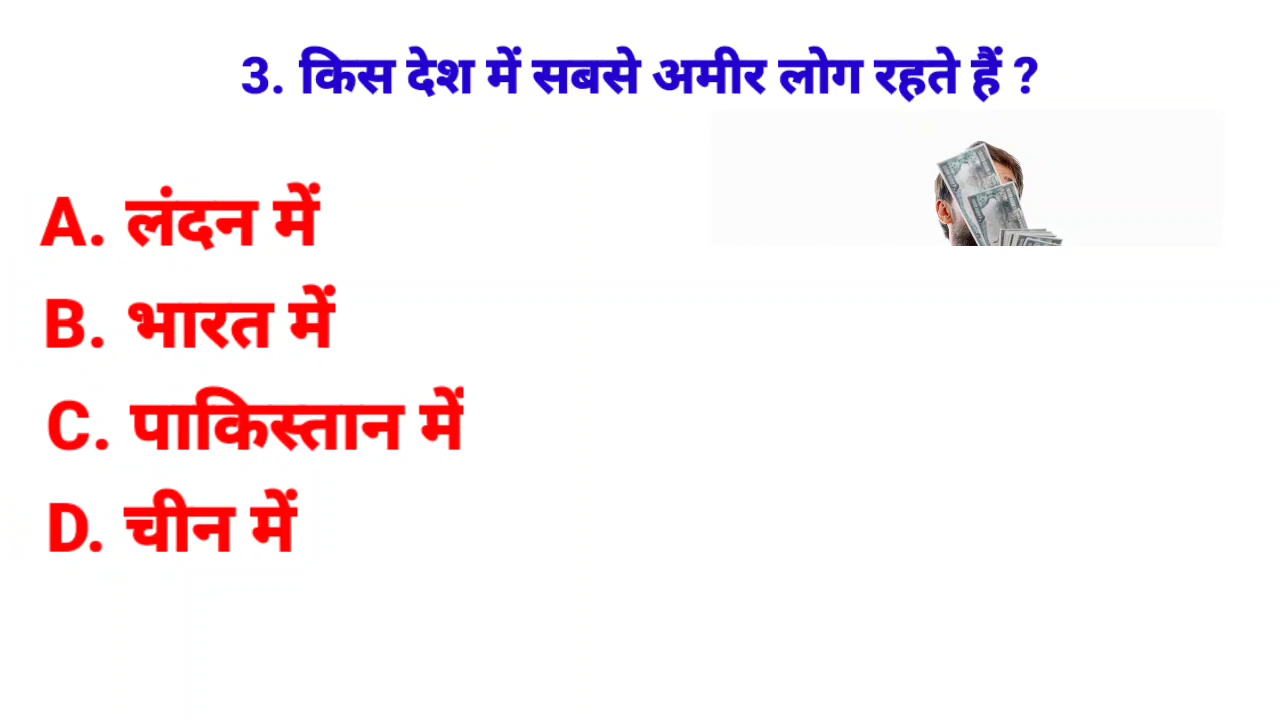 3. किस देश में सबसे अमीर लोग रहते हैं ?
A. लंदन में
B. भारत में
C. पाकिस्तान में
D. चीन में